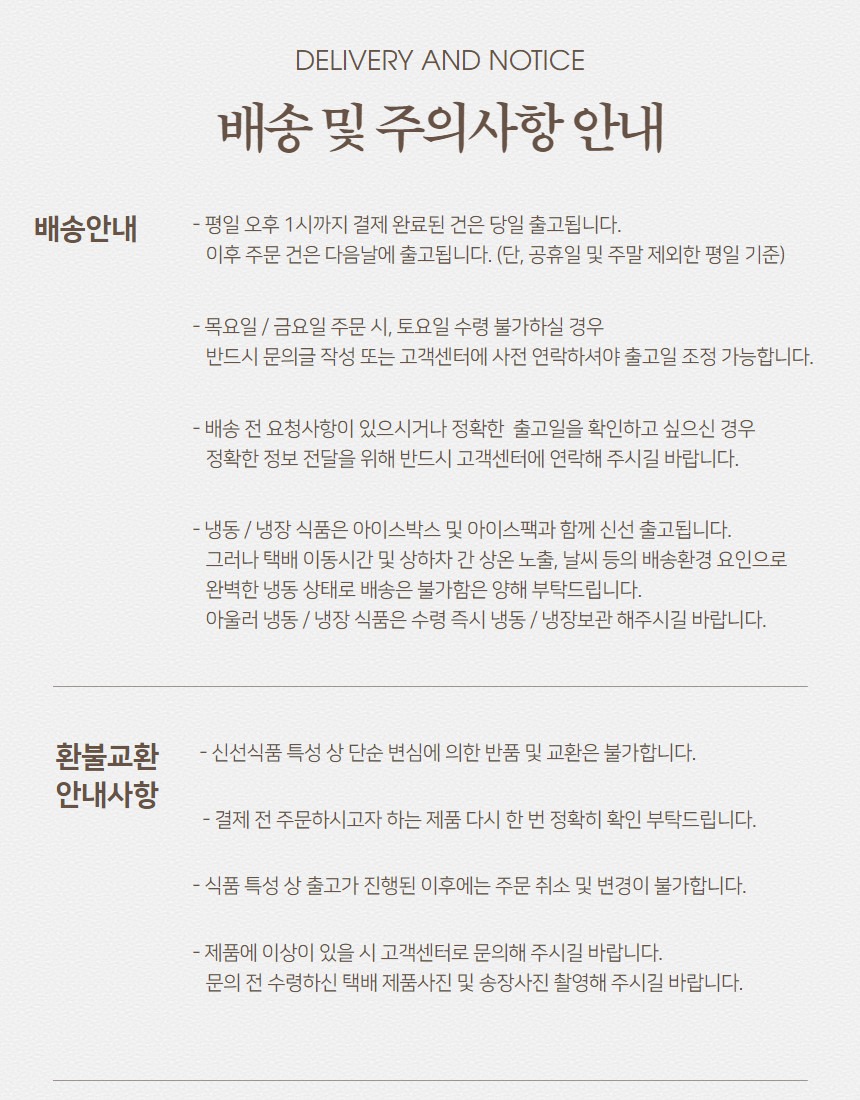 DELIVERY AND NOTICE
배송 및 주의사항 안내
배송안내
- 평일 오후 1시까지 결제 완료된 건은 당일 출고됩니다.
이후 주문 건은 다음날에 출고됩니다. (단, 공휴일 및 주말 제외한 평일 기준)
- 목요일 / 금요일 주문 시, 토요일 수령 불가하실 경우
반드시 문의글 작성 또는 고객센터에 사전 연락하셔야 출고일 조정 가능합니다.
- 배송 전 요청사항이 있으시거나 정확한 출고일을 확인하고 싶으신 경우
정확한 정보 전달을 위해 반드시 고객센터에 연락해 주시길 바랍니다.
- 냉동 / 냉장 식품은 아이스박스 및 아이스팩과 함께 신선 출고됩니다.
그러나 택배 이동시간 및 상하차 간 상온 노출, 날씨 등의 배송환경 요인으로
완벽한 냉동 상태로 배송은 불가함은 양해 부탁드립니다.
아울러 냉동 / 냉장 식품은 수령 즉시 냉동 / 냉장보관 해주시길 바랍니다.
환불교환
안내사항
- 신선식품 특성 상 단순 변심에 의한 반품 및 교환은 불가합니다.
- 결제 전 주문하시고자 하는 제품 다시 한 번 정확히 확인 부탁드립니다.
- 식품 특성 상 출고가 진행된 이후에는 주문 취소 및 변경이 불가합니다.
- 제품에 이상이 있을 시 고객센터로 문의해 주시길 바랍니다.
문의 전 수령하신 택배 제품사진 및 송장사진 촬영해 주시길 바랍니다.